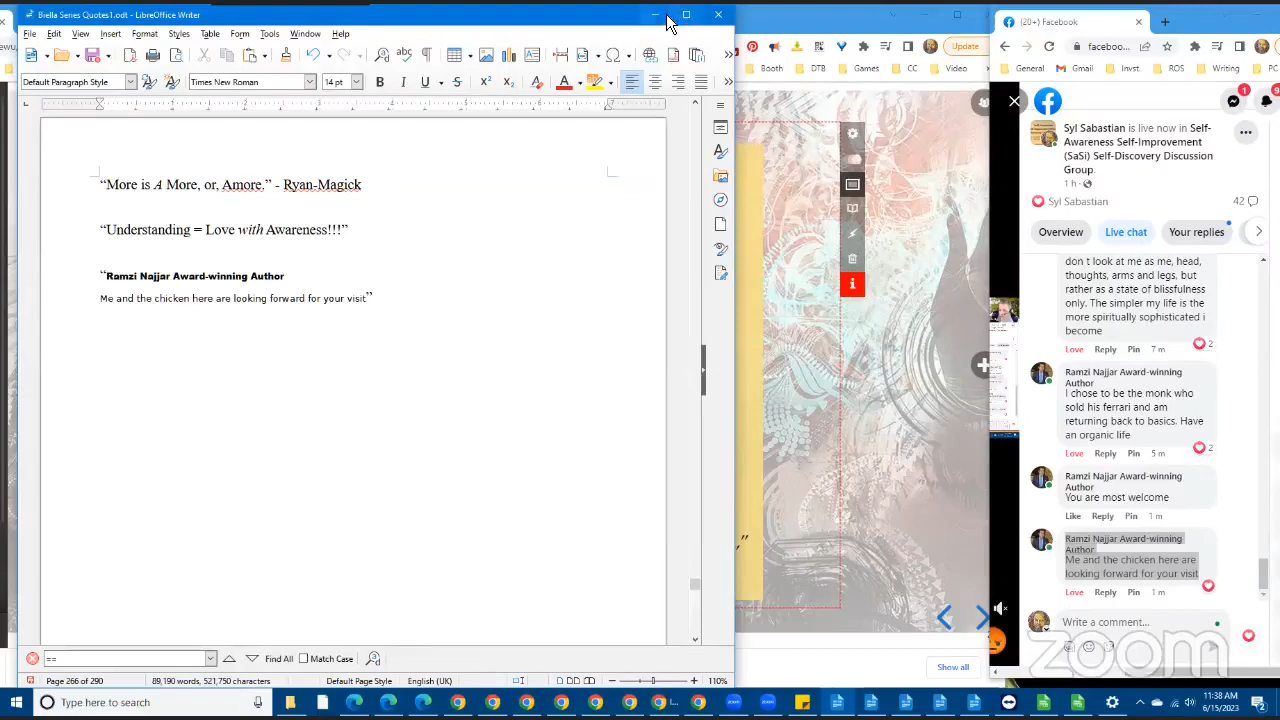 Biella Series Quotes1.odt - LibreOffice Writer
File Edit View Insert Format Styles Table Form Tools Window Help
Default Paragraph Style
Times New Roman
14 pt
“More is A More, or, Amore.” - Ryan-Magick
“Understanding = Love with Awareness!!!”
“Ramzi Najjar Award-winning Author
Me and the chicken here are looking forward for your visit”
==
Find All
Match Case
Page 266 of 290
89,190 words, 521,750 charac
Default Page Style
English (UK)
110%
Update
Booth
DTB
Games
CC
Video
Show all
(20+) Facebook
faceboo...
General
Gmail
Invst.
ROS
Writing
PC
1
9
Syl Sabastian is live now in Self-
Awareness Self-Improvement
(SaSi) Self-Discovery Discussion
Group.
1 h
Syl Sabastian
42
Overview
Live chat
Your replies
don t look at me as me, head,
thoughts, arms and legs, but
rather as a state of blissfulness
only. The simpler my life is the
more spiritually sophisticated i
become
Love Reply Pin 7 m
2
Ramzi Najjar Award-winning
Author
I chose to be the monk who
sold his ferrari and am
returning back to basics. Have
an organic life
Love Reply Pin 5 m
2
Ramzi Najjar Award-winning
Author
You are most welcome
Like Reply Pin 1 m
Ramzi Najjar Award-winning
Author
Me and the chicken here are
looking forward for your visit
Love Reply Pin 1 m
Write a comment...
zoom
Type here to search
11:38 AM
6/15/2023
2